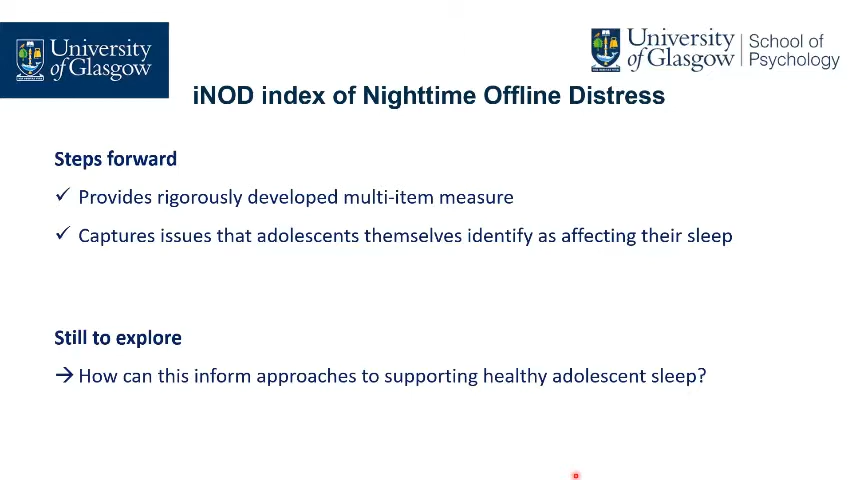 University
of Glasgow
University
of Glasgow
School of
Psychology
iNOD index of Nighttime Offline Distress
Steps forward
✓ Provides rigorously developed multi-item measure
✓ Captures issues that adolescents themselves identify as affecting their sleep
Still to explore
→ How can this inform approaches to supporting healthy adolescent sleep?